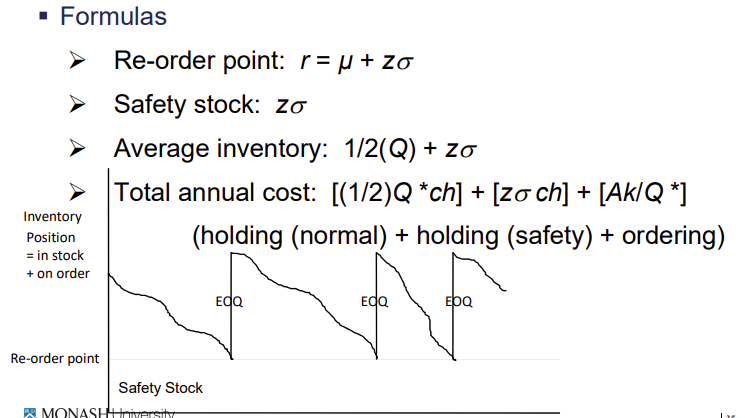 Formulas
Re-order point: r = μ + zσ
Safety stock: zσ
Average inventory: 1/2(Q) + zσ
Total annual cost: [(1/2)Q *ch] + [zσ ch] + [Ak/Q *]
(holding (normal) + holding (safety) + ordering)
Inventory
Position
= in stock
+ on order
EOQ EOQ EOQ
Re-order point
Safety Stock
MONASH University